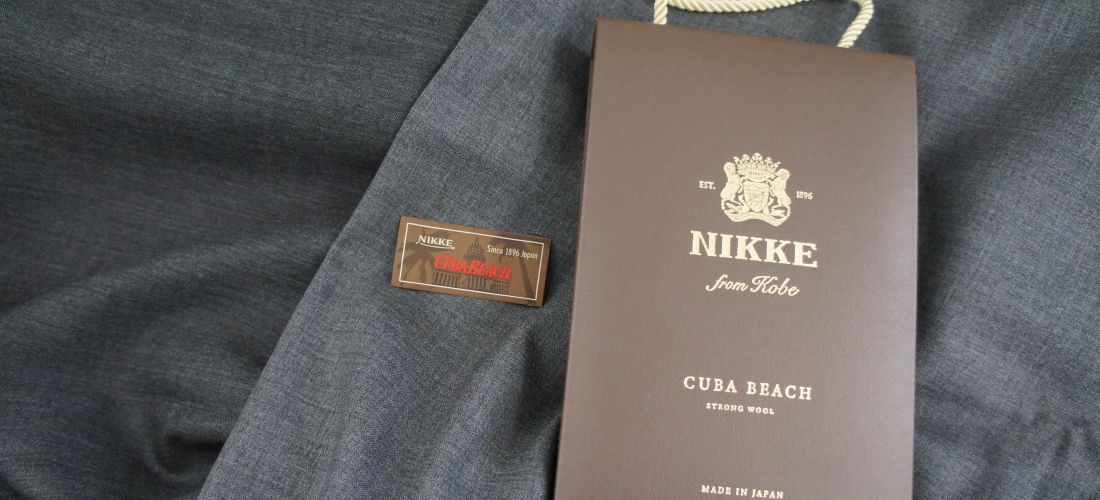 NIKKE
Since 1896 Japan
CUBA BEACH
EST. 1896
NIKKE
from Kobe
CUBA BEACH
STRONG WOOL
MADE IN JAPAN